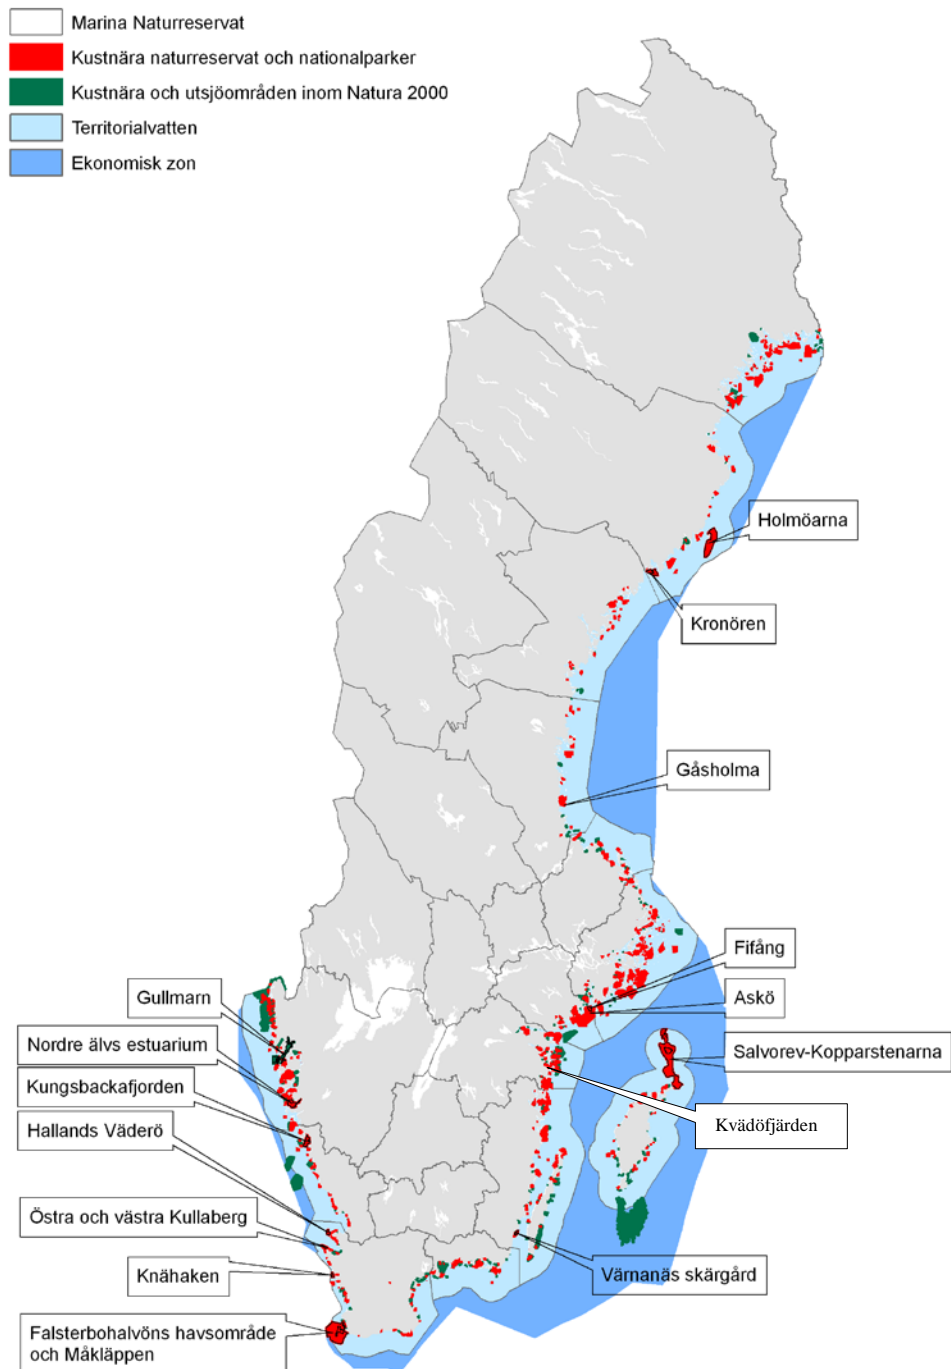 Marina Naturreservat
Kustnära naturreservat och nationalparker
Kustnära och utsjöområden inom Natura 2000
Territorialvatten
Ekonomisk zon
Holmöarna
Kronören
Gåsholma
Fifång
Askö
Salvorev-Kopparstenarna
Kvädöfjärden
Värnanäs skärgård
Gullmarn
Nordre älvs estuarium
Kungsbackafjorden
Hallands Väderö
Östra och västra Kullaberg
Knähaken
Falsterbohalvöns havsområde
och Måkläppen